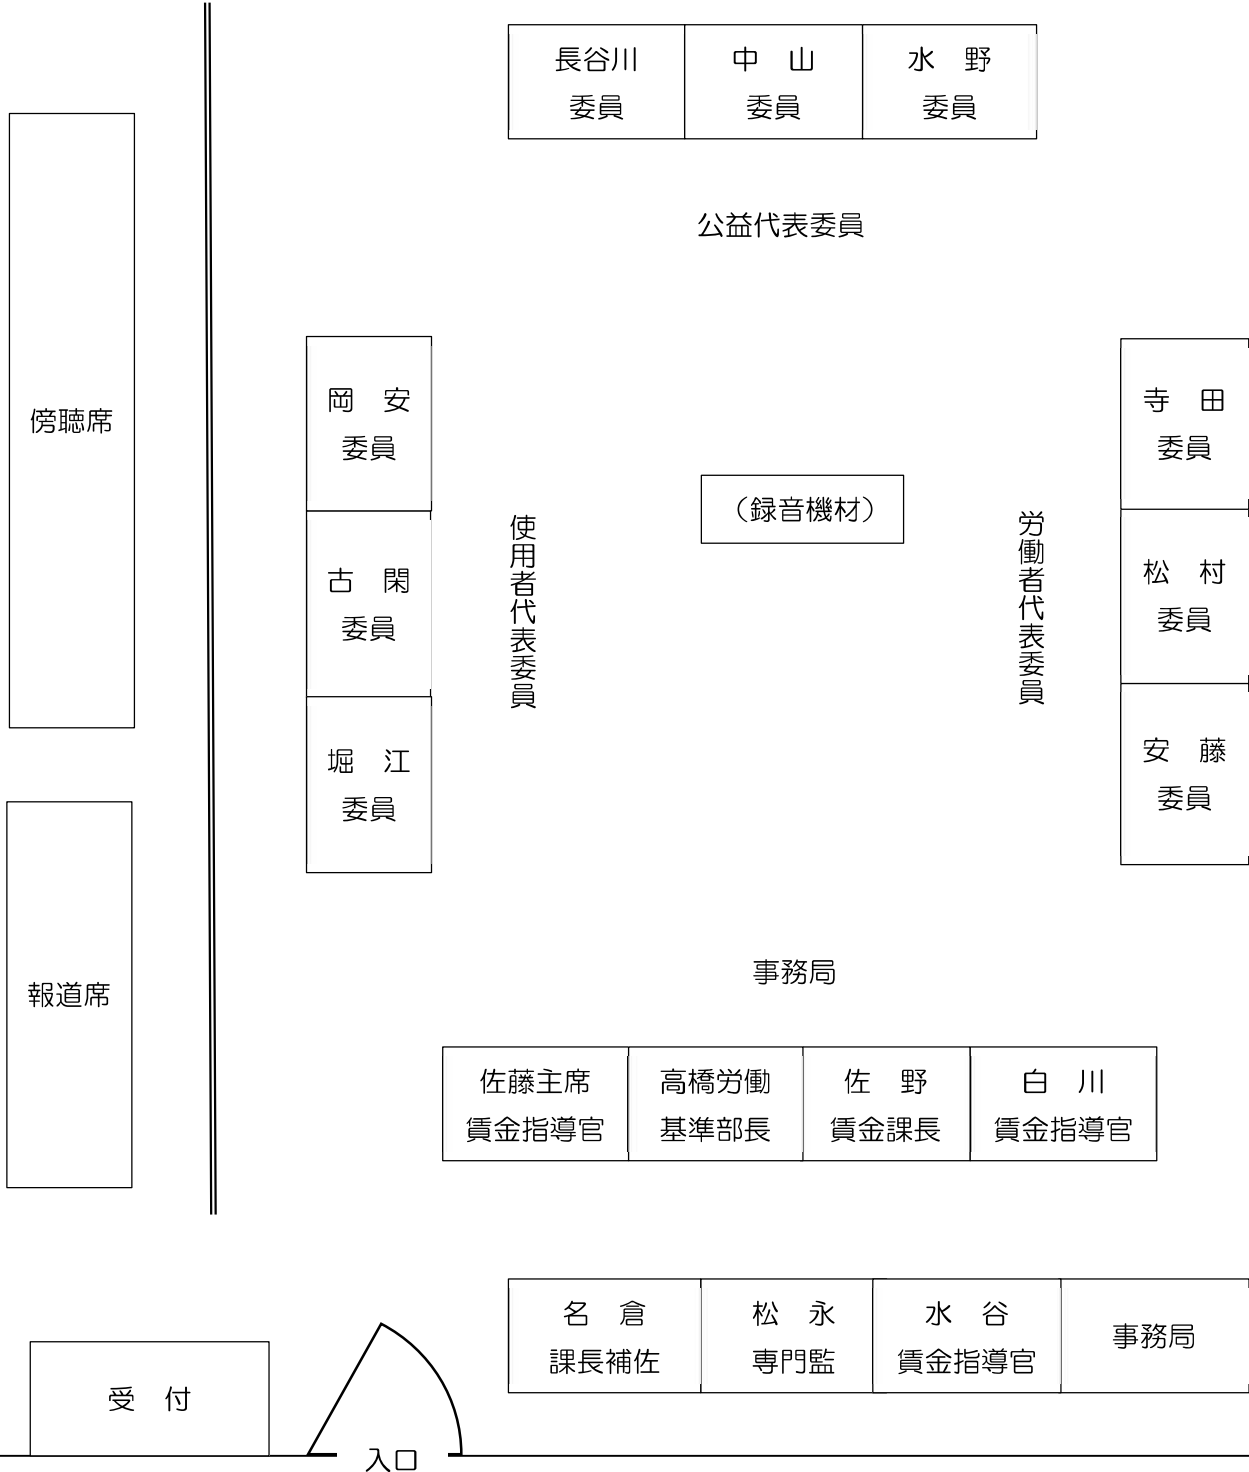 長谷川
委員
中　山
委員
水　野
委員
公益代表委員
傍聴席
岡　安
委員
古　閑
委員
堀　江
委員
使用者代表委員
（録音機材）
労働者代表委員
寺　田
委員
松　村
委員
安　藤
委員
報道席
事務局
佐藤主席
賃金指導官
高橋労働
基準部長
佐　野
賃金課長
白　川
賃金指導官
名　倉
課長補佐
松　永
専門監
水　谷
賃金指導官
事務局
受　付
入口